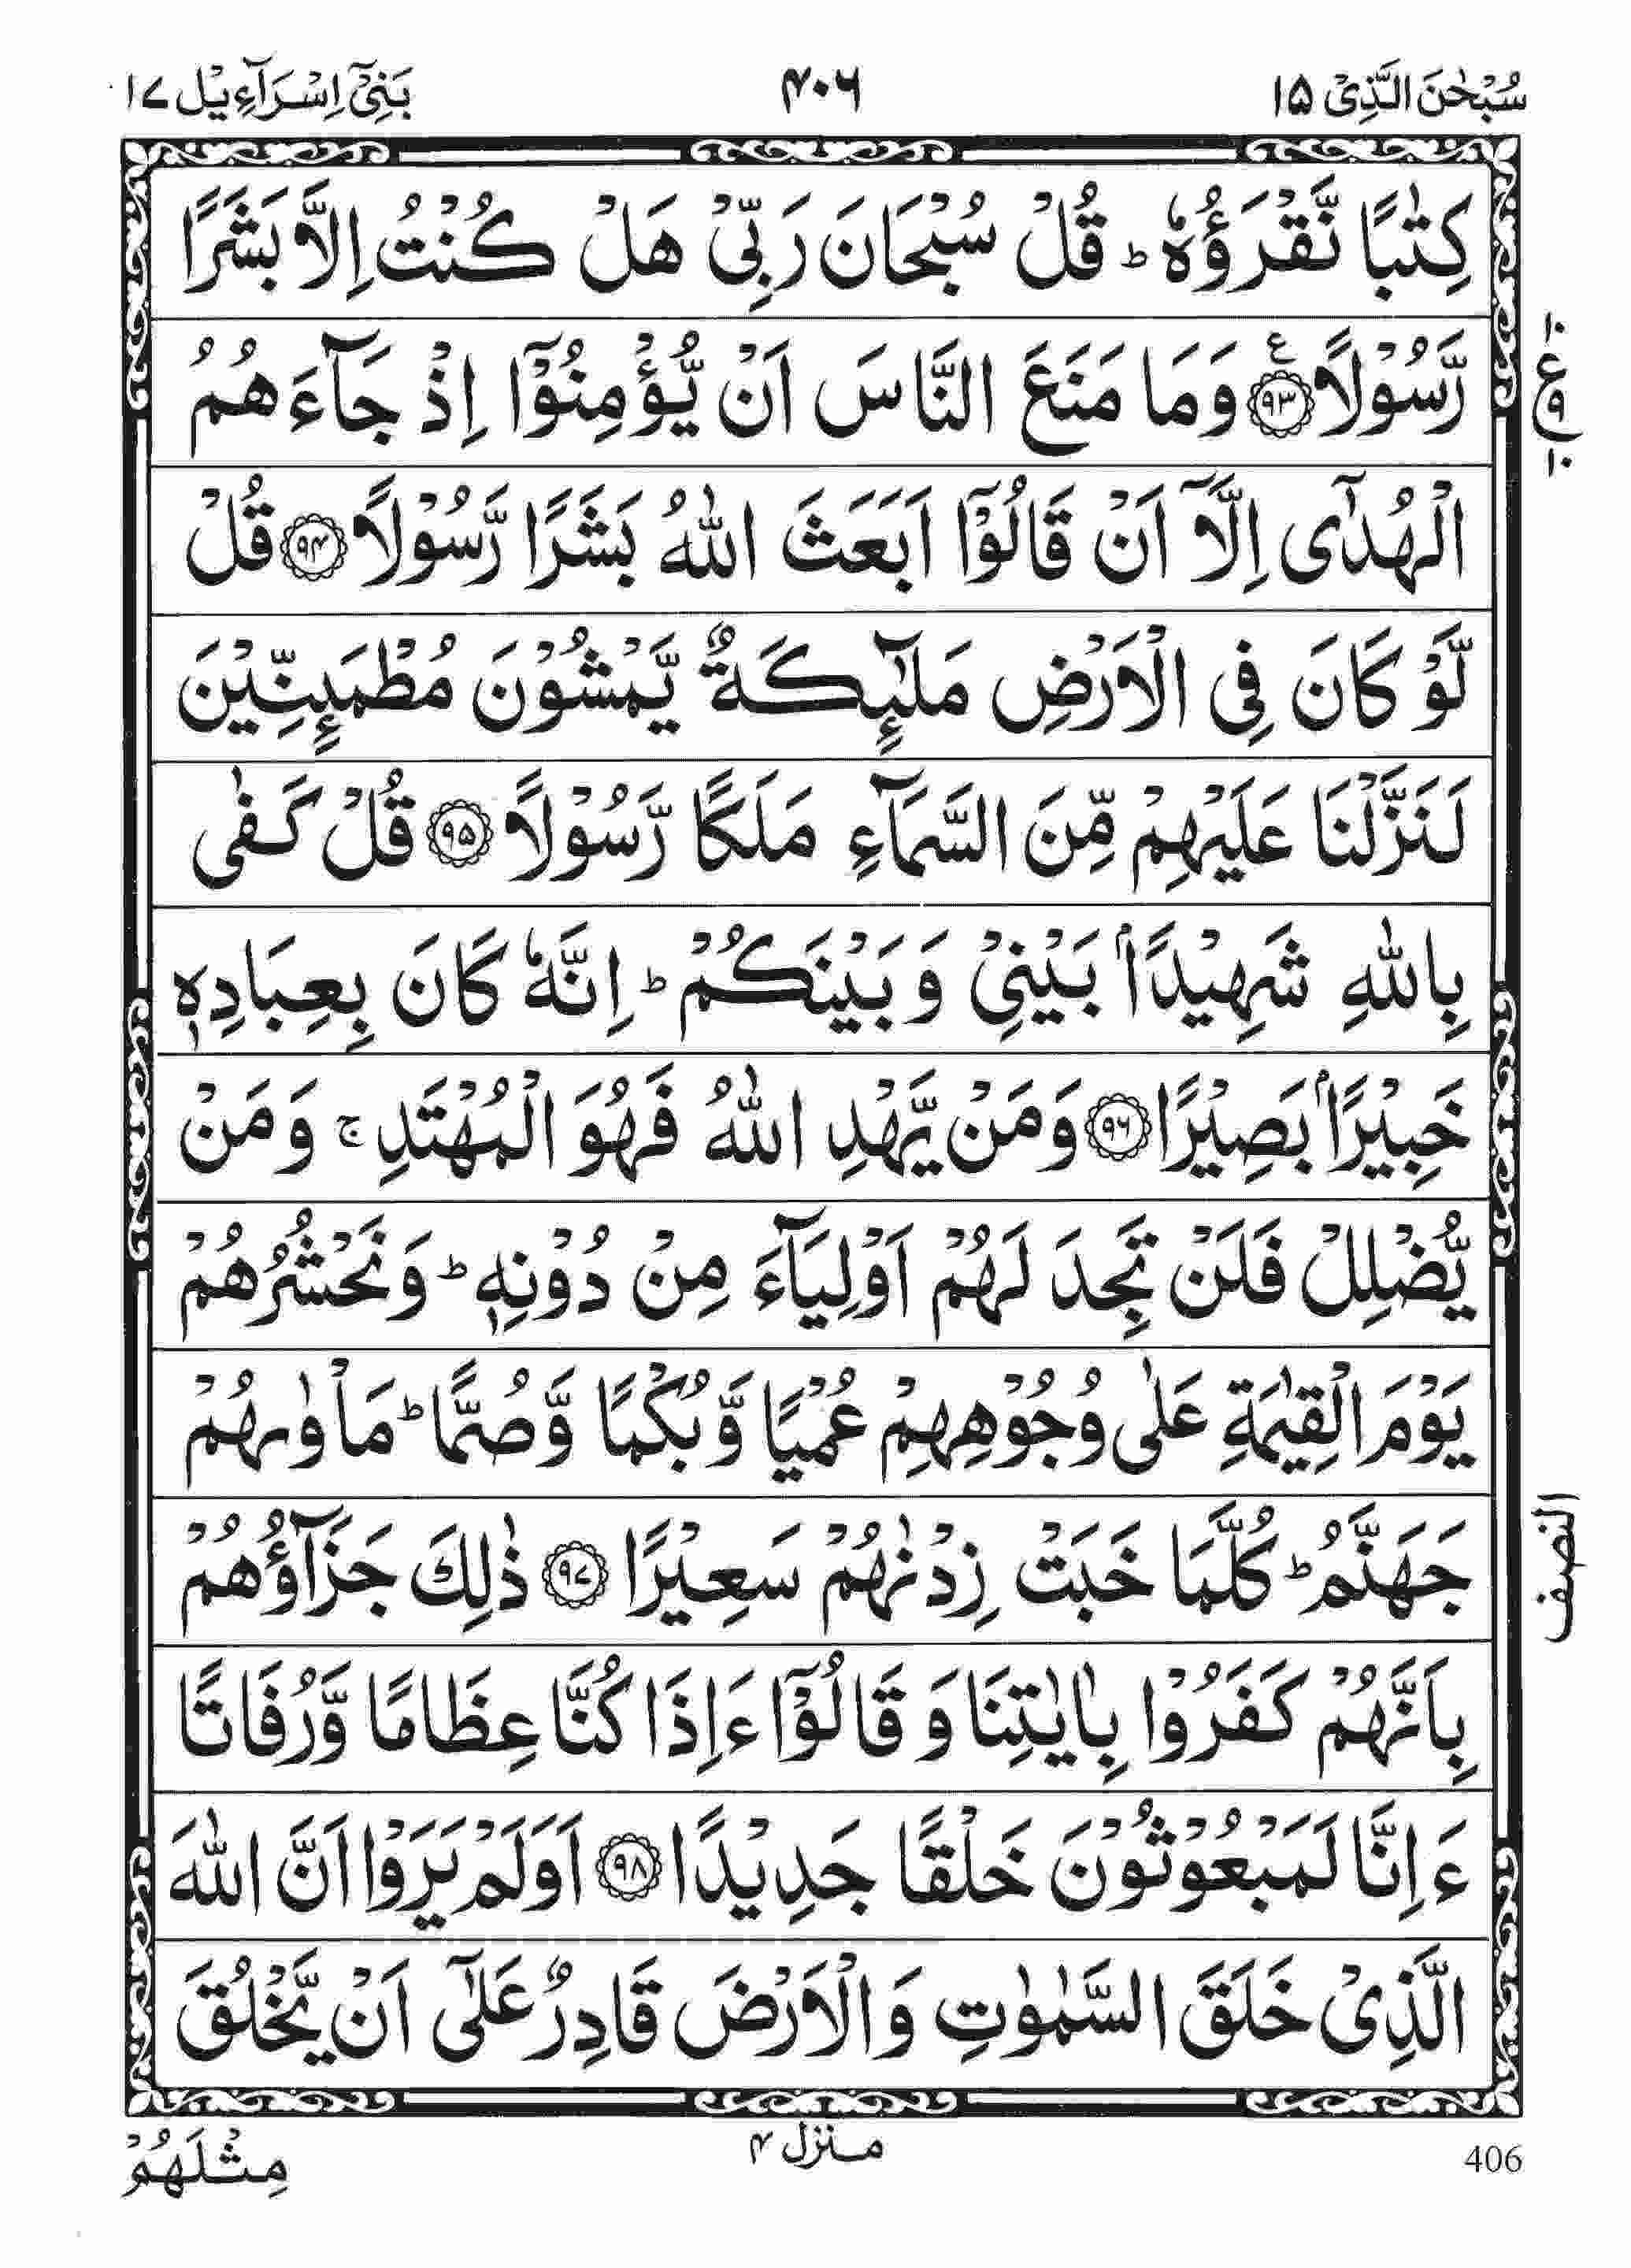 سُبْحٰنَ الَّذِیْ ۱۵
۴۰۶
بَنِیْۤ اِسْرَآءِیْل ۱۷
كِتٰبًا نَّقْرَؤُهٗ ؕ قُلْ سُبْحَانَ رَبِّیْ هَلْ كُنْتُ اِلَّا بَشَرًا
رَّسُوْلًا ۹۳ وَمَا مَنَعَ النَّاسَ اَنْ یُّؤْمِنُوْۤا اِذْ جَآءَهُمُ
الْهُدٰۤی اِلَّاۤ اَنْ قَالُوْۤا اَبَعَثَ اللّٰهُ بَشَرًا رَّسُوْلًا ۹۴ قُلْ
لَّوْ كَانَ فِی الْاَرْضِ مَلٰٓئِكَةٌ یَّمْشُوْنَ مُطْمَئِنِّیْنَ
لَنَزَّلْنَا عَلَیْهِمْ مِّنَ السَّمَآءِ مَلَكًا رَّسُوْلًا ۹۵ قُلْ كَفٰی
بِاللّٰهِ شَهِیْدًۢا بَیْنِیْ وَبَیْنَكُمْ ؕ اِنَّهٗ كَانَ بِعِبَادِهٖ
خَبِیْرًۢا بَصِیْرًا ۹۶ وَمَنْ یَّهْدِ اللّٰهُ فَهُوَ الْمُهْتَدِ ۚ وَمَنْ
یُّضْلِلْ فَلَنْ تَجِدَ لَهُمْ اَوْلِیَآءَ مِنْ دُوْنِهٖ ؕ وَنَحْشُرُهُمْ
یَوْمَ الْقِیٰمَةِ عَلٰی وُجُوْهِهِمْ عُمْیًا وَّبُكْمًا وَّصُمًّا ؕ مَاْوٰىهُمْ
جَهَنَّمُ ؕ كُلَّمَا خَبَتْ زِدْنٰهُمْ سَعِیْرًا ۹۷ ذٰلِكَ جَزَآؤُهُمْ
بِاَنَّهُمْ كَفَرُوْا بِاٰیٰتِنَا وَقَالُوْۤا ءَاِذَا كُنَّا عِظَامًا وَّرُفَاتًا
ءَاِنَّا لَمَبْعُوْثُوْنَ خَلْقًا جَدِیْدًا ۹۸ اَوَلَمْ یَرَوْا اَنَّ اللّٰهَ
الَّذِیْ خَلَقَ السَّمٰوٰتِ وَالْاَرْضَ قَادِرٌ عَلٰۤی اَنْ یَّخْلُقَ
۱۰
ع
۹
۱۰
النصف
406
منزل ۴
مِثْلَهُمْ